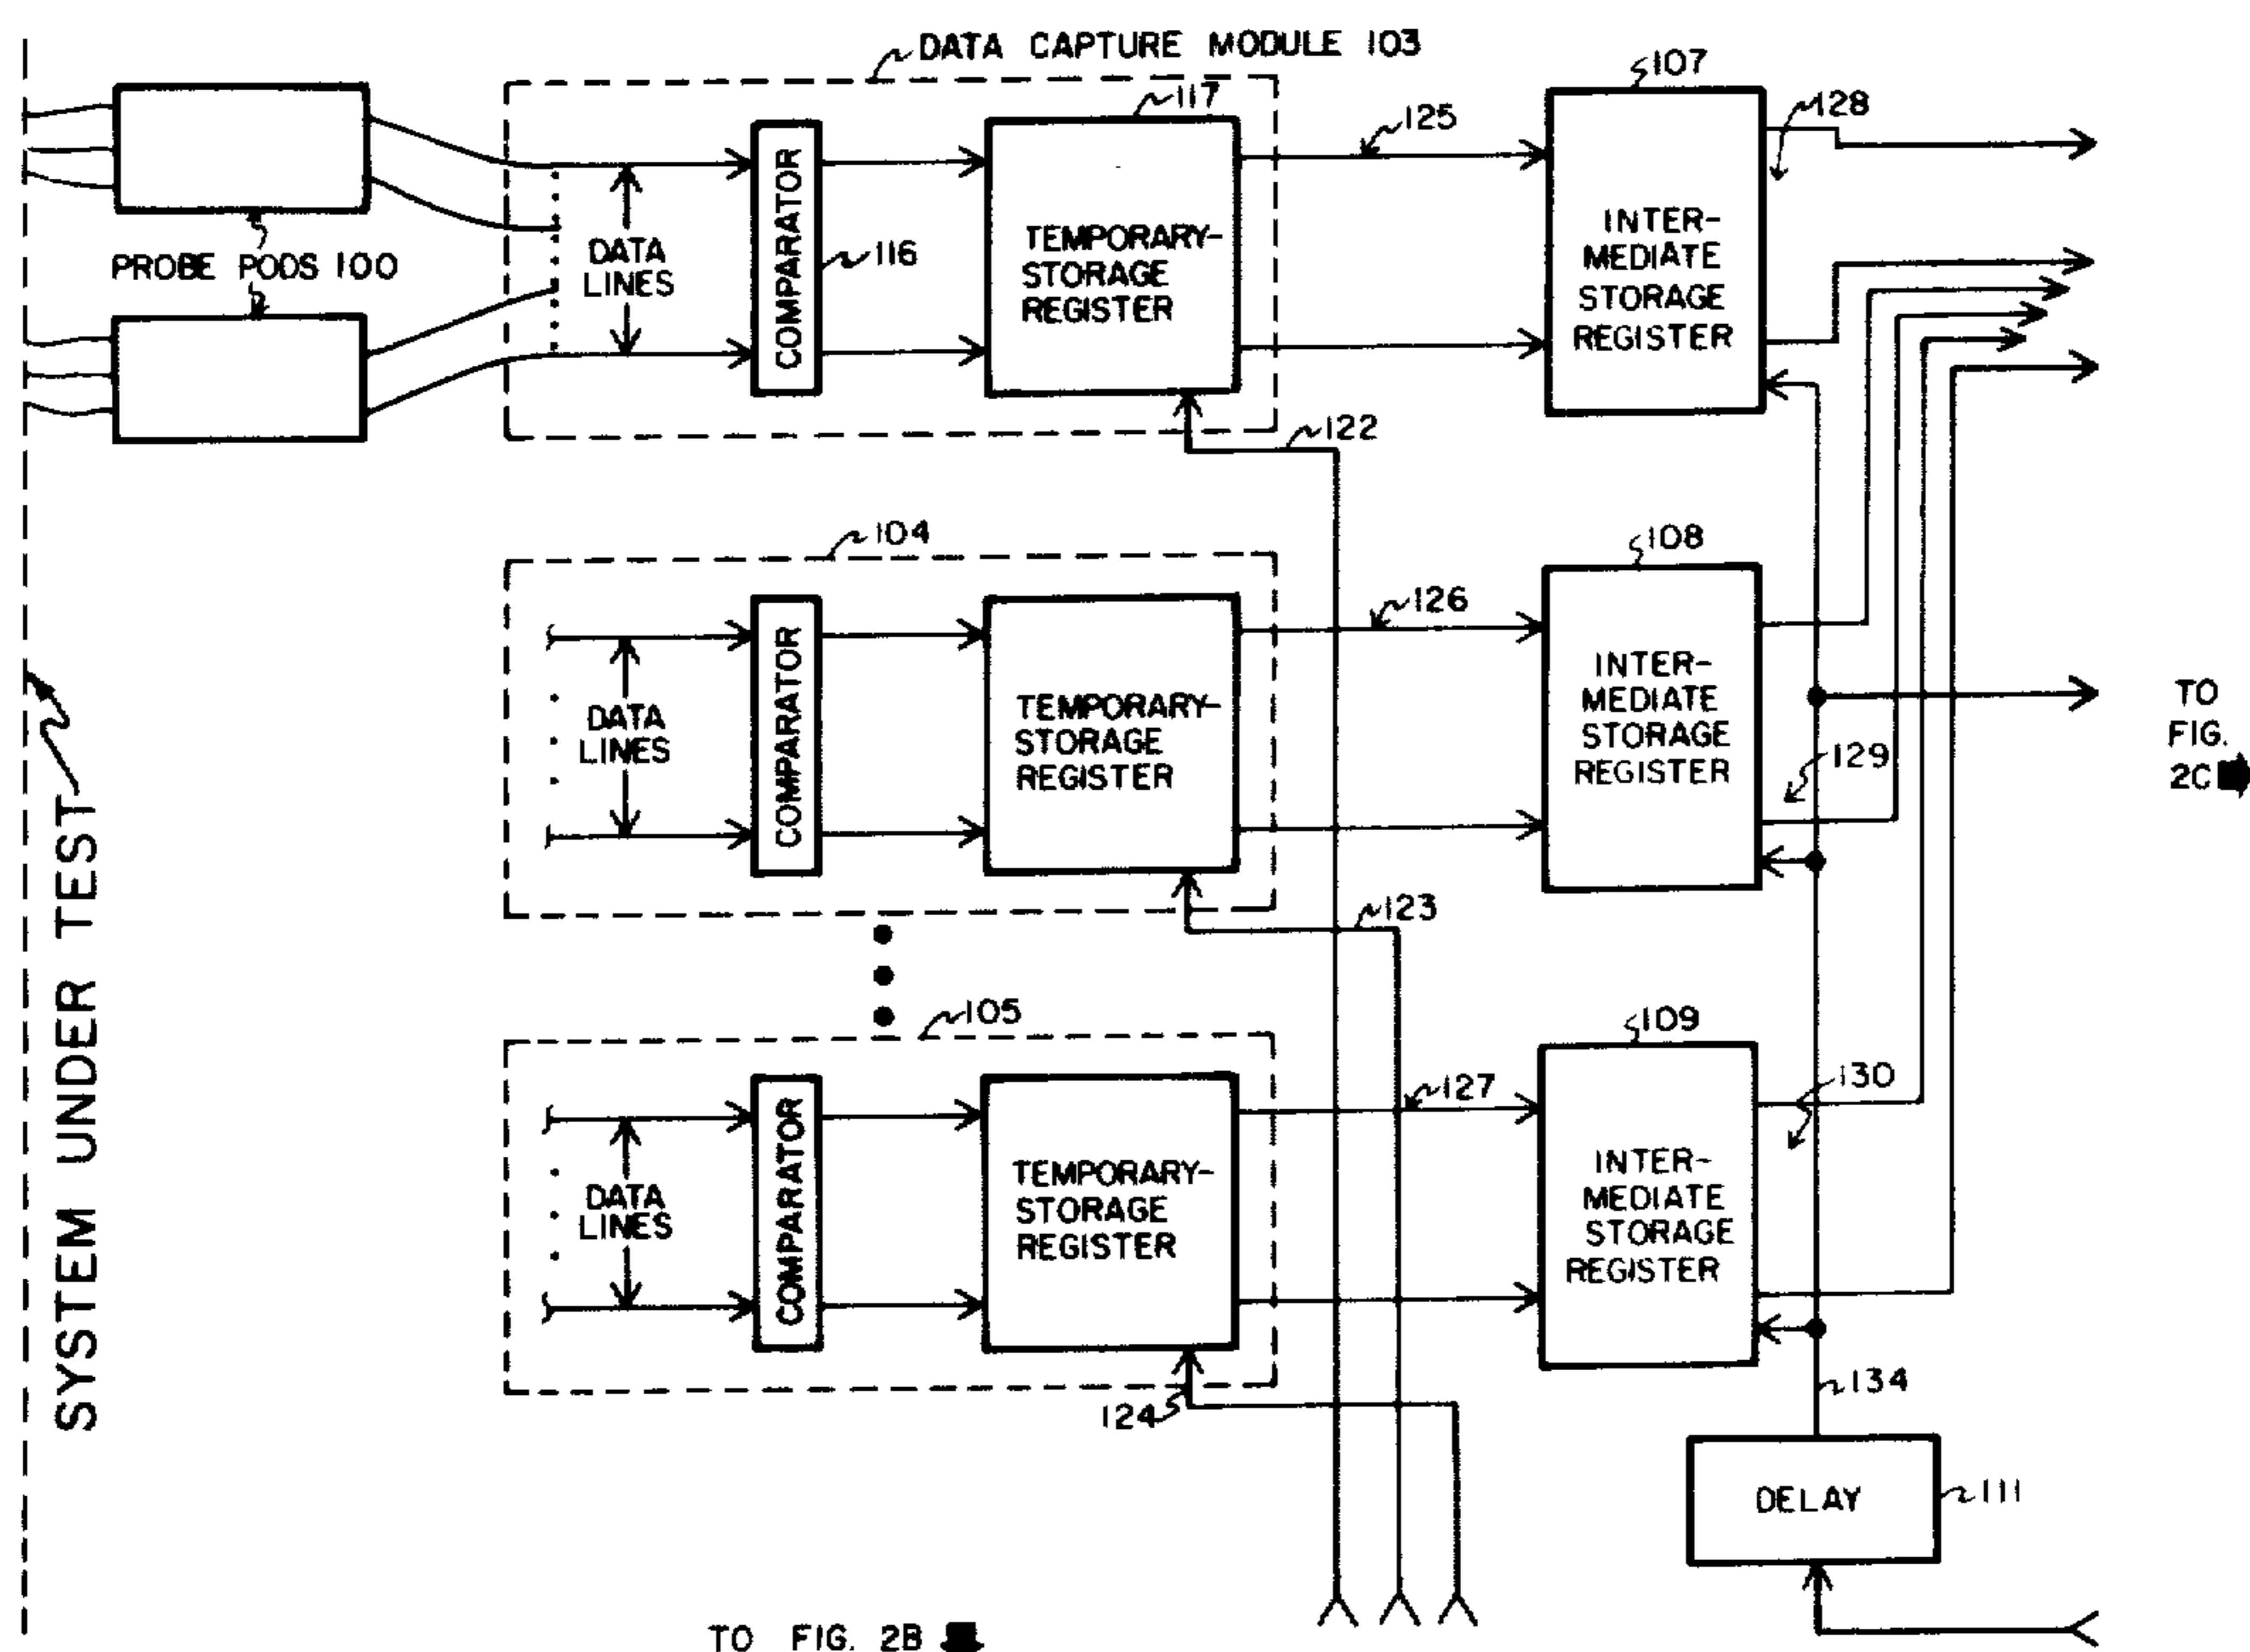 DATA CAPTURE MODULE 103
107
117
125
128
PROBE PODS 100
DATA
LINES
COMPARATOR
116
TEMPORARY-
STORAGE
REGISTER
INTER-
MEDIATE
STORAGE
REGISTER
122
104
108
126
DATA
LINES
COMPARATOR
TEMPORARY-
STORAGE
REGISTER
INTER-
MEDIATE
STORAGE
REGISTER
129
TO
FIG.
2C
123
SYSTEM UNDER TEST
105
109
127
130
DATA
LINES
COMPARATOR
TEMPORARY-
STORAGE
REGISTER
INTER-
MEDIATE
STORAGE
REGISTER
124
134
DELAY
111
TO FIG. 2B